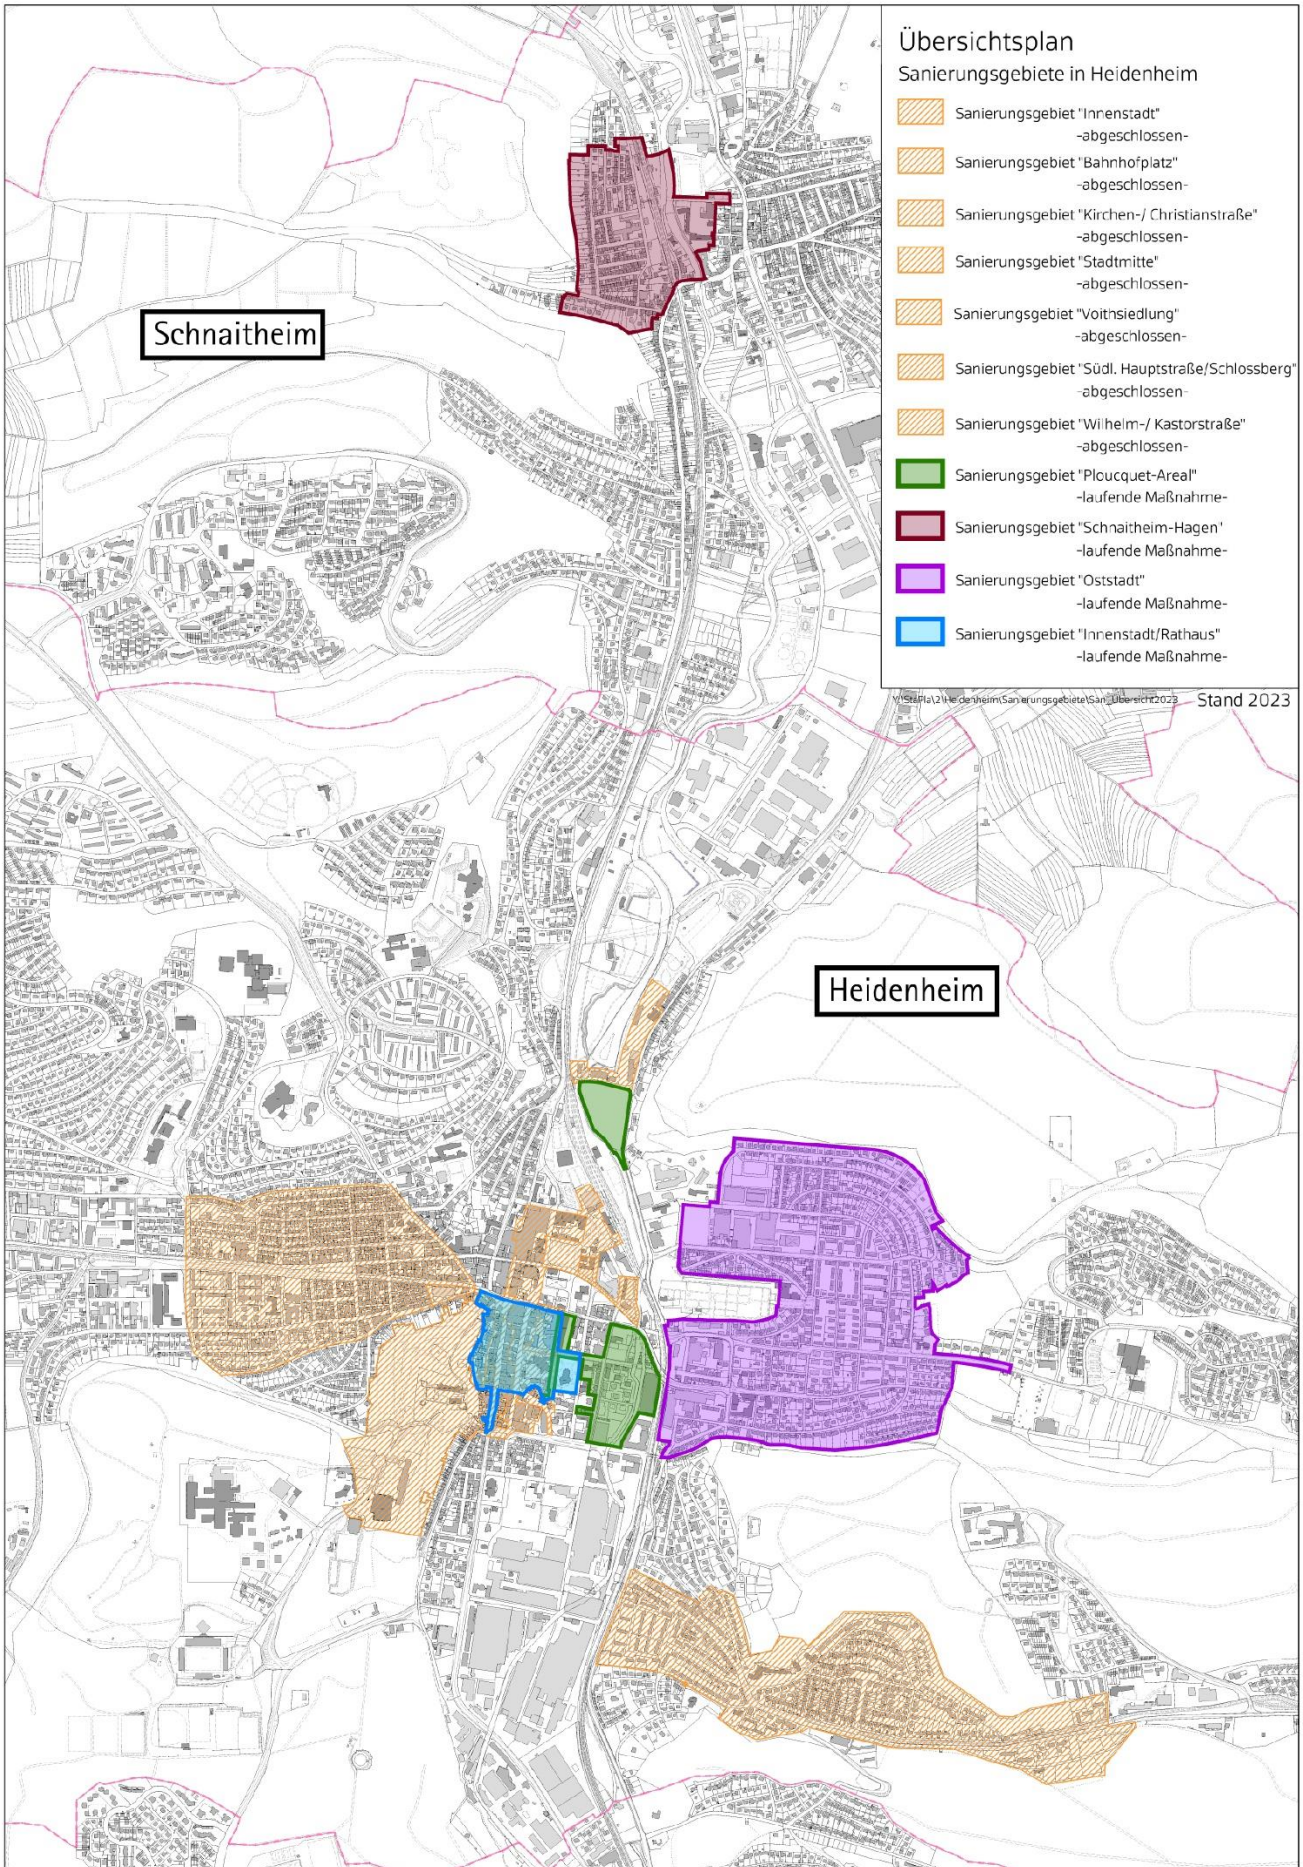 Übersichtsplan
Sanierungsgebiete in Heidenheim
Sanierungsgebiet "Innenstadt"
-abgeschlossen-
Sanierungsgebiet "Bahnhofplatz"
-abgeschlossen-
Sanierungsgebiet "Kirchen-/ Christianstraße"
-abgeschlossen-
Sanierungsgebiet "Stadtmitte"
-abgeschlossen-
Sanierungsgebiet "Voithsiedlung"
-abgeschlossen-
Sanierungsgebiet "Südl. Hauptstraße/Schlossberg"
-abgeschlossen-
Sanierungsgebiet "Wilhelm-/ Kastorstraße"
-abgeschlossen-
Sanierungsgebiet "Ploucquet-Areal"
-laufende Maßnahme-
Sanierungsgebiet "Schnaitheim-Hagen"
-laufende Maßnahme-
Sanierungsgebiet "Oststadt"
-laufende Maßnahme-
Sanierungsgebiet "Innenstadt/Rathaus"
-laufende Maßnahme-
Stand 2023
Schnaitheim
Heidenheim